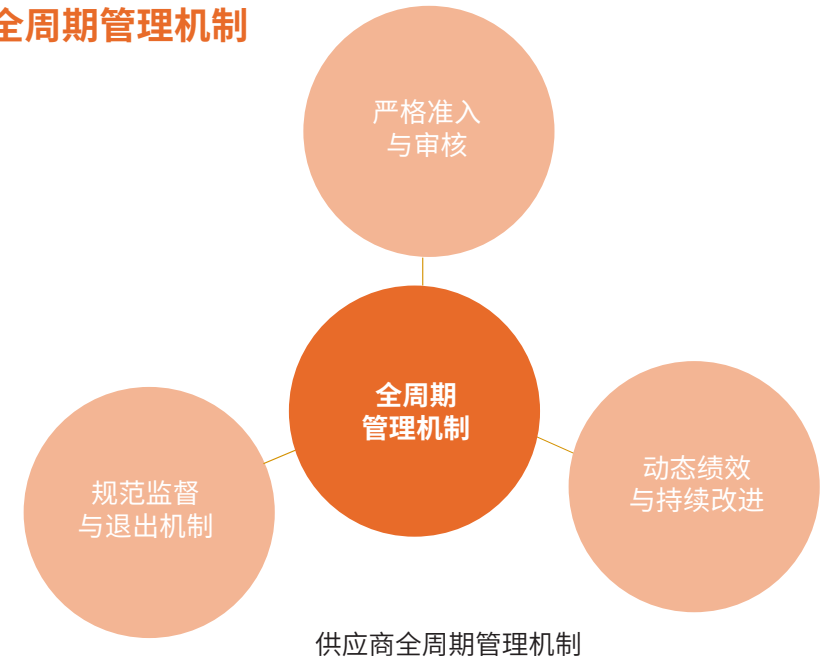 全周期管理机制
严格准入
与审核
全周期
管理机制
动态绩效
与持续改进
规范监督
与退出机制
供应商全周期管理机制